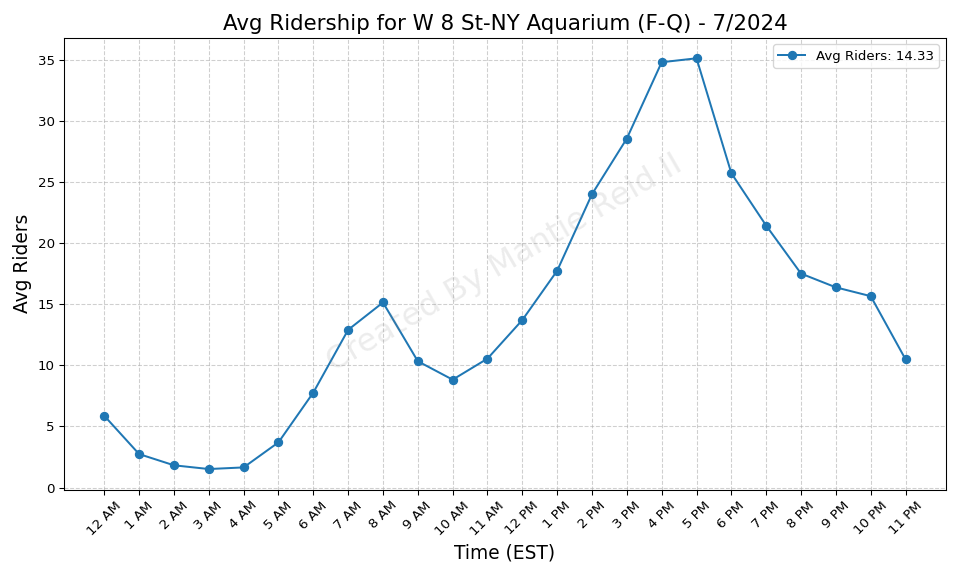 Avg Ridership for W 8 St-NY Aquarium (F-Q) - 7/2024
Avg Riders: 14.33
35
30
25
20
15
10
5
0
Avg Riders
Created By Mantie Reid II
12 AM
1 AM
2 AM
3 AM
4 AM
5 AM
6 AM
7 AM
8 AM
9 AM
10 AM
11 AM
12 PM
1 PM
2 PM
3 PM
4 PM
5 PM
6 PM
7 PM
8 PM
9 PM
10 PM
11 PM
Time (EST)